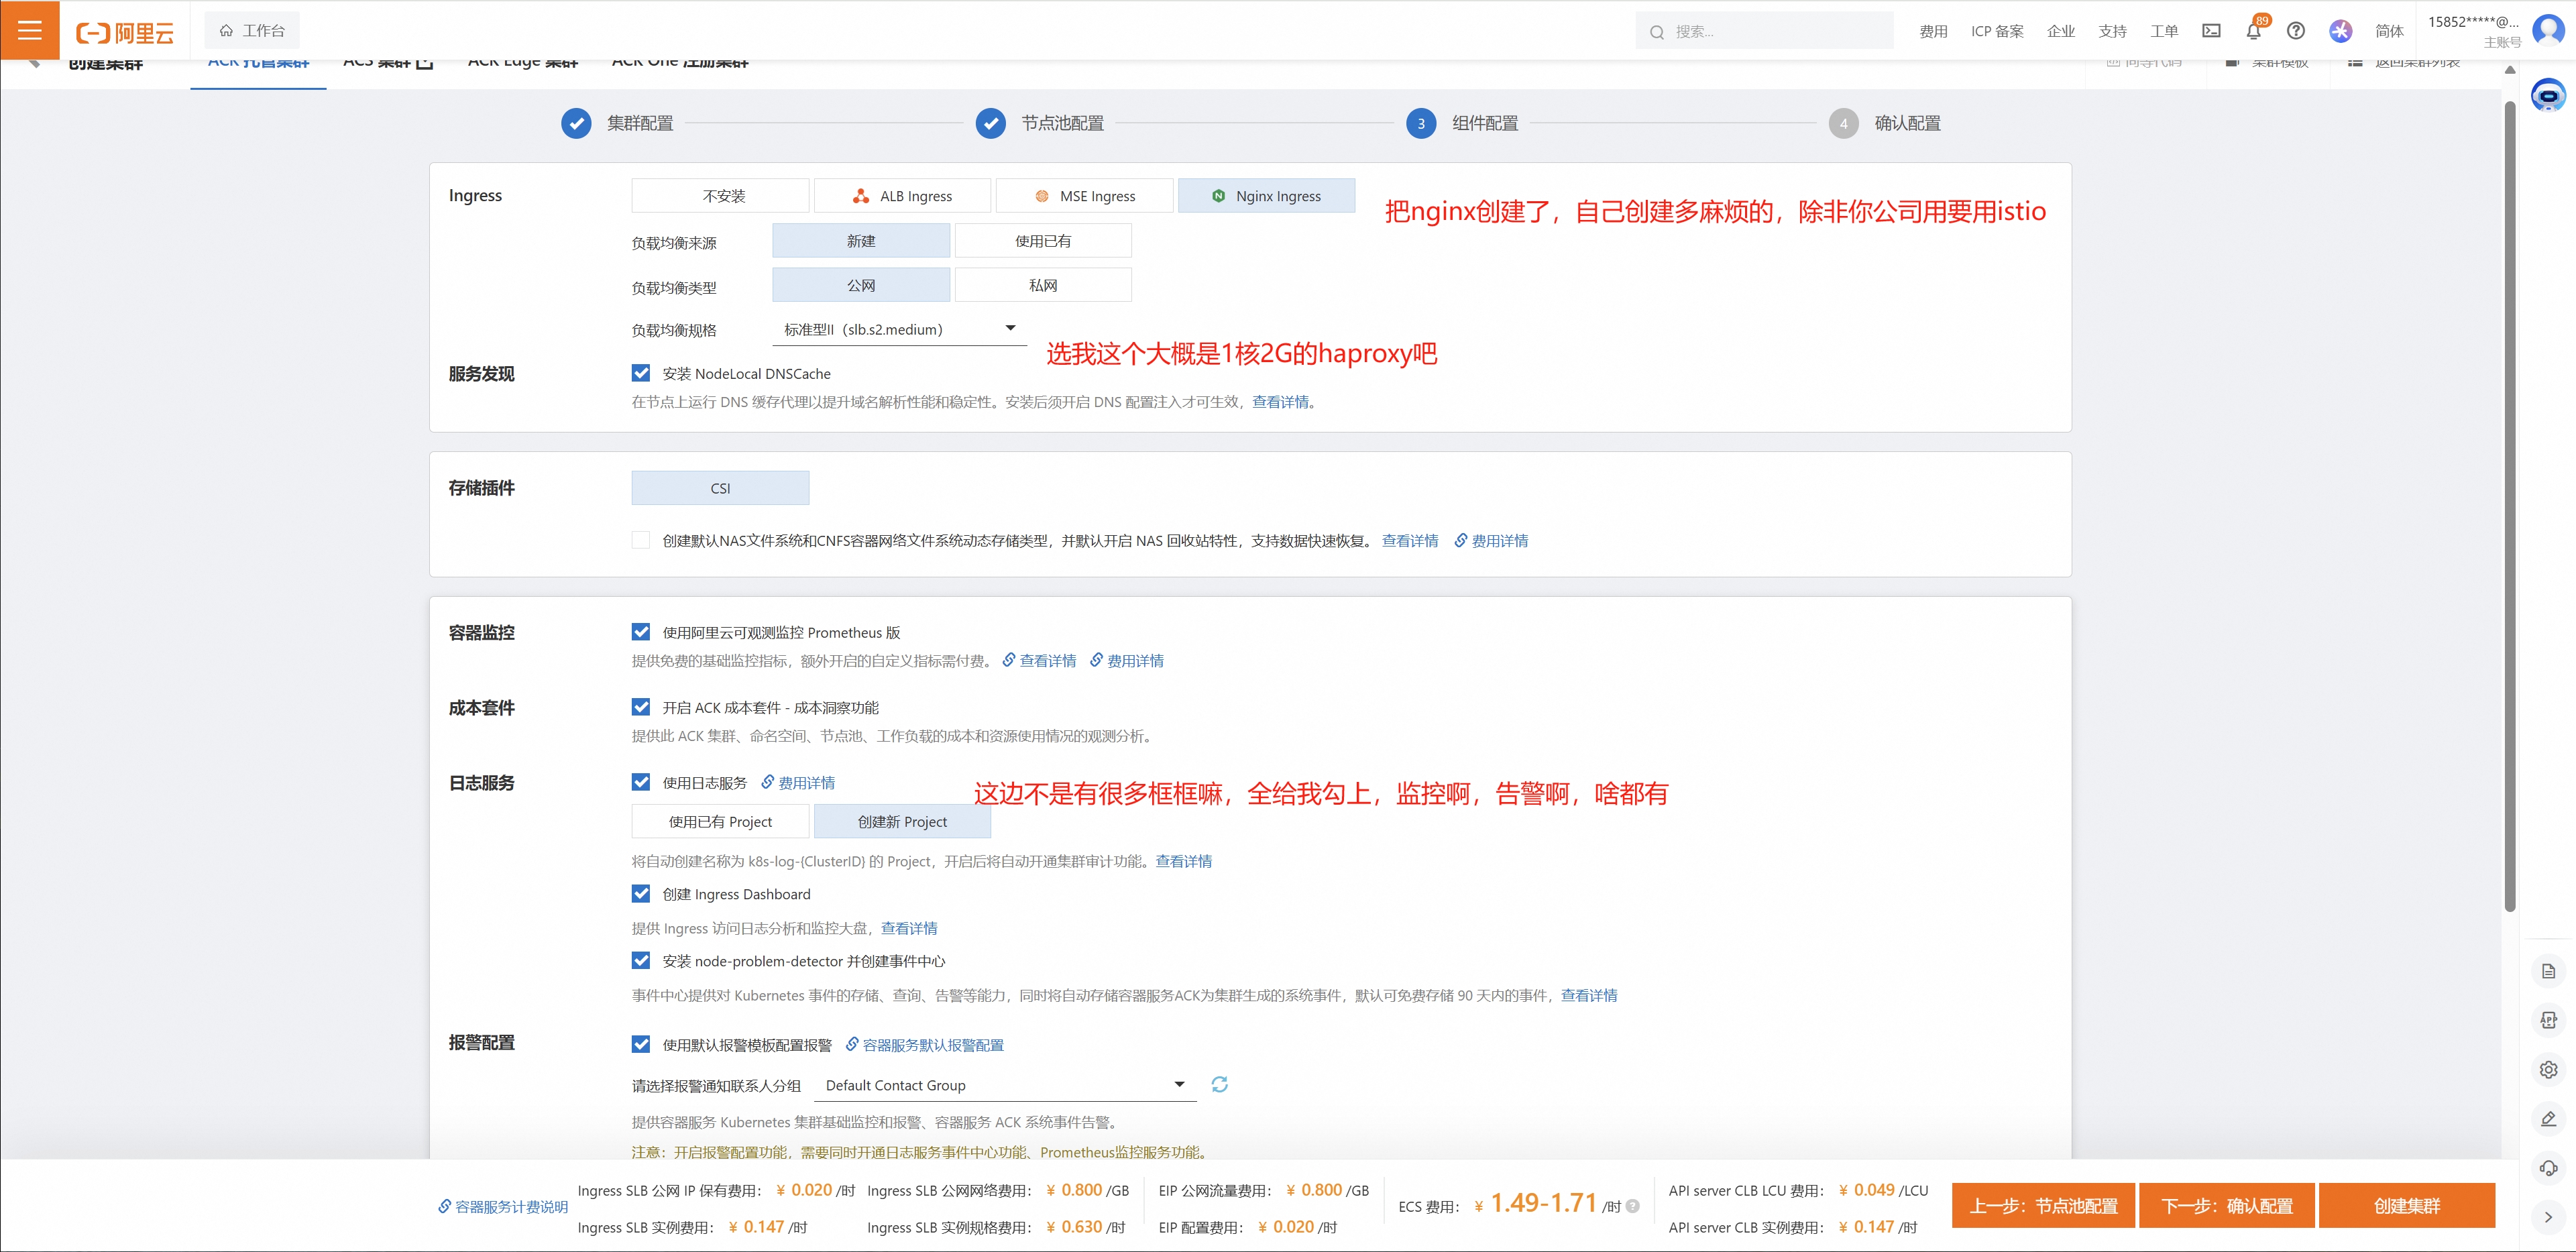 阿里云
工作台
搜索...
费用
ICP 备案
企业
支持
工单
89
简体
15852*****@...
主账号
创建集群
ACK 托管集群
ACS 集群
ACK Edge 集群
ACK One 注册集群
同等代码
集群模板
返回集群列表
集群配置
节点池配置
3 组件配置
4 确认配置
Ingress
不安装
ALB Ingress
MSE Ingress
Nginx Ingress
把nginx创建了，自己创建多麻烦的，除非你公司用要用istio
负载均衡来源
新建
使用已有
负载均衡类型
公网
私网
负载均衡规格
标准型II（slb.s2.medium）
选我这个大概是1核2G的haproxy吧
服务发现
安装 NodeLocal DNSCache
在节点上运行 DNS 缓存代理以提升域名解析性能和稳定性。安装后须开启 DNS 配置注入才可生效，查看详情。
存储插件
CSI
创建默认NAS文件系统和CNFS容器网络文件系统动态存储类型，并默认开启 NAS 回收站特性，支持数据快速恢复。 查看详情 费用详情
容器监控
使用阿里云可观测监控 Prometheus 版
提供免费的基础监控指标，额外开启的自定义指标需付费。 查看详情 费用详情
成本套件
开启 ACK 成本套件 - 成本洞察功能
提供此 ACK 集群、命名空间、节点池、工作负载的成本和资源使用情况的观测分析。
日志服务
使用日志服务 费用详情
这边不是有很多框框嘛，全给我勾上，监控啊，告警啊，啥都有
使用已有 Project
创建新 Project
将自动创建名称为 k8s-log-{ClusterID} 的 Project，开启后将自动开通集群审计功能。查看详情
创建 Ingress Dashboard
提供 Ingress 访问日志分析和监控大盘，查看详情
安装 node-problem-detector 并创建事件中心
事件中心提供对 Kubernetes 事件的存储、查询、告警等能力，同时将自动存储容器服务ACK为集群生成的系统事件，默认可免费存储 90 天内的事件，查看详情
报警配置
使用默认报警模板配置报警 容器服务默认报警配置
请选择报警通知联系人分组
Default Contact Group
提供容器服务 Kubernetes 集群基础监控和报警、容器服务 ACK 系统事件告警。
注意：开启报警配置功能，需要同时开通日志服务事件中心功能、Prometheus监控服务功能。
容器服务计费说明
Ingress SLB 公网 IP 保有费用： ¥ 0.020 /时
Ingress SLB 公网网络费用： ¥ 0.800 /GB
EIP 公网流量费用： ¥ 0.800 /GB
Ingress SLB 实例费用： ¥ 0.147 /时
Ingress SLB 实例规格费用： ¥ 0.630 /时
EIP 配置费用： ¥ 0.020 /时
ECS 费用： ¥ 1.49-1.71 /时
API server CLB LCU 费用： ¥ 0.049 /LCU
API server CLB 实例费用： ¥ 0.147 /时
上一步：节点池配置
下一步：确认配置
创建集群
APP